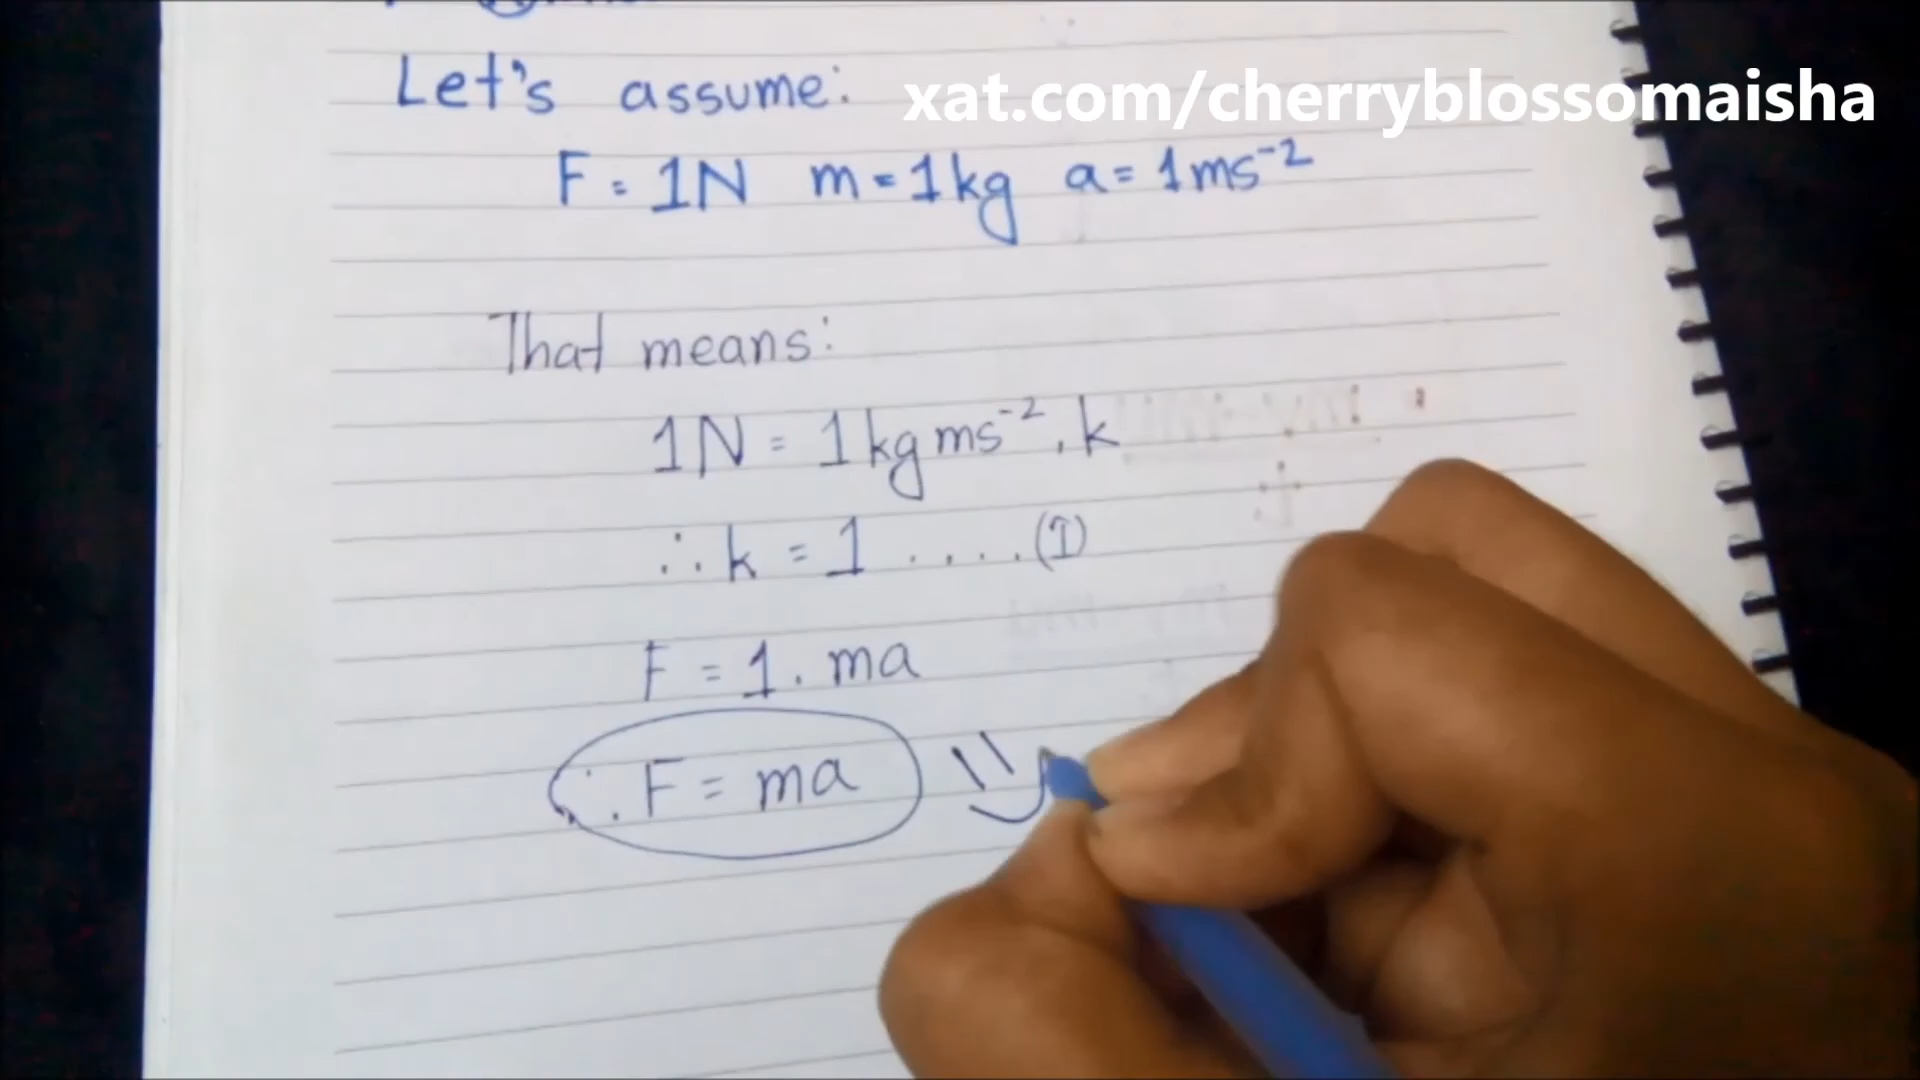 Let's assume:
xat.com/cherryblossomaisha
F = 1N m = 1kg a = 1ms⁻²
That means:
1N = 1kg ms⁻² . k
∴ k = 1 .... (I)
F = 1 . ma
∴ F = ma